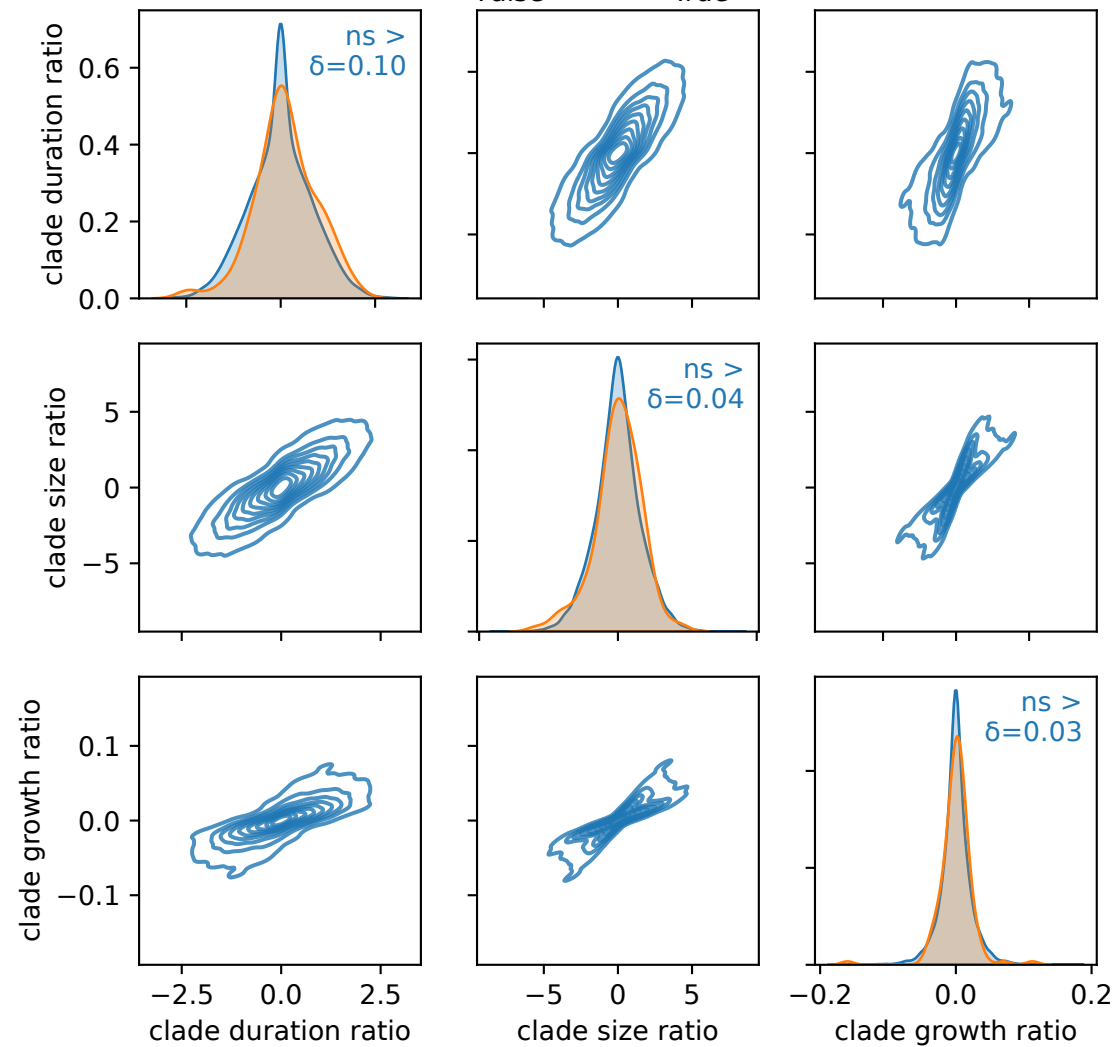 clade duration ratio
0.6
0.4
0.2
0.0
ns >
δ=0.10
clade size ratio
5
0
−5
ns >
δ=0.04
clade growth ratio
0.1
0.0
−0.1
ns >
δ=0.03
−2.5 0.0 2.5
−5 0 5
−0.2 0.0 0.2
clade duration ratio
clade size ratio
clade growth ratio